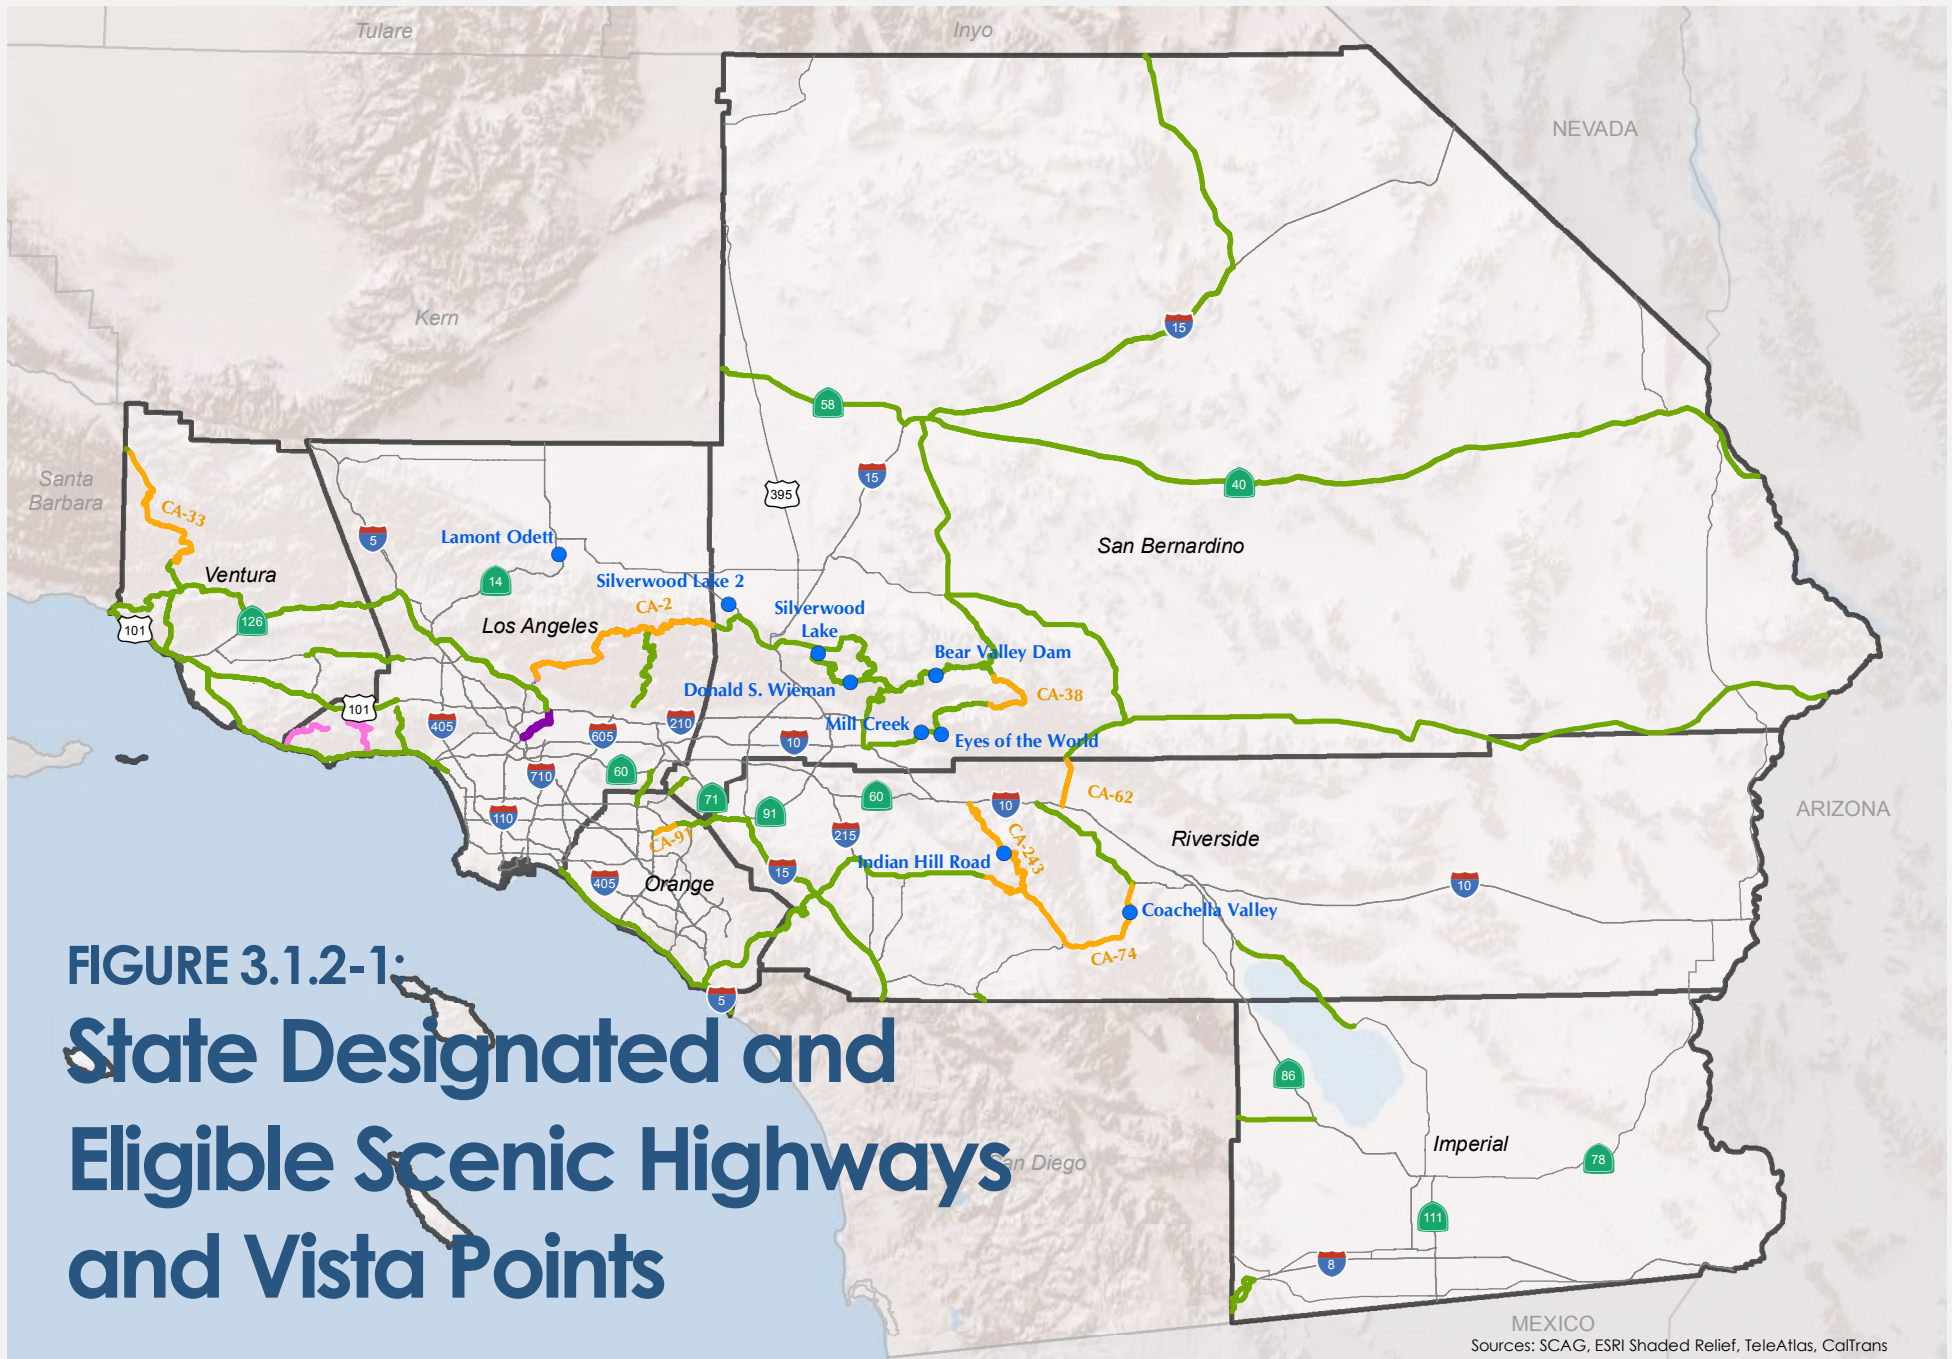 Tulare
Inyo
NEVADA
Kern
15
58
Santa
Barbara
15
40
395
CA-33
5
Lamont Odett
San Bernardino
Ventura
14
Silverwood Lake 2
CA-2
Silverwood
Lake
126
101
Los Angeles
Bear Valley Dam
Donald S. Wieman
CA-38
101
405
605
210
10
Mill Creek
Eyes of the World
710
60
71
91
60
10
CA-62
ARIZONA
110
CA-91
215
CA-243
Riverside
Indian Hill Road
15
405
Orange
10
Coachella Valley
CA-74
FIGURE 3.1.2-1:
5
State Designated and
86
Eligible Scenic Highways
an Diego
Imperial
78
111
and Vista Points
8
MEXICO
Sources: SCAG, ESRI Shaded Relief, TeleAtlas, CalTrans